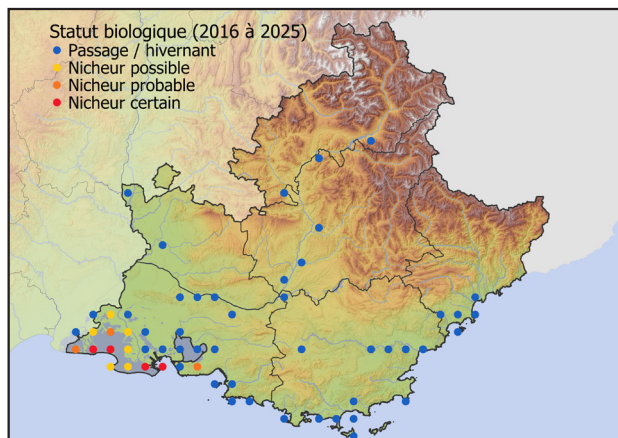 Statut biologique (2016 à 2025)
Passage / hivernant
Nicheur possible
Nicheur probable
Nicheur certain